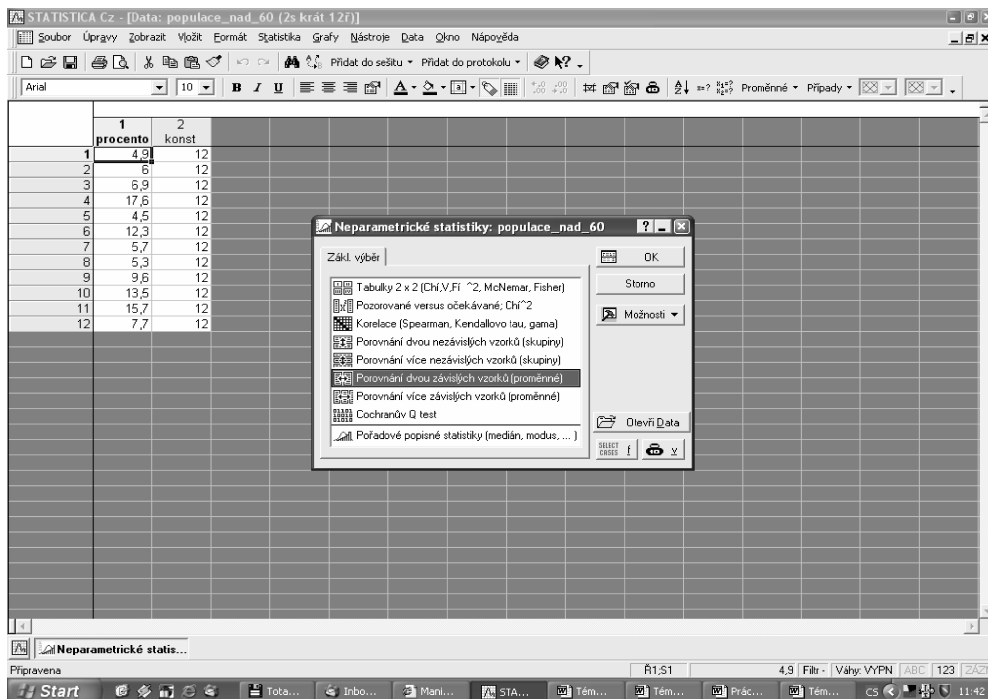 STATISTICA Cz - [Data: populace_nad_60 (2s krát 12ř)]
Soubor Úpravy Zobrazit Vložit Formát Statistika Grafy Nástroje Data Okno Nápověda
Přidat do sešitu Přidat do protokolu
Arial 10 B I U A Proměnné Případy
1 2
procento konst
1 4,9 12
2 6 12
3 6,9 12
4 17,6 12
5 4,5 12
6 12,3 12
7 5,7 12
8 5,3 12
9 9,6 12
10 13,5 12
11 15,7 12
12 7,7 12
Neparametrické statistiky: populace_nad_60
Zákl. výběr
OK
Storno
Možnosti
Tabulky 2 x 2 (Chí,V,Fí ^2, McNemar, Fisher)
Pozorované versus očekávané; Chí^2
Korelace (Spearman, Kendallovo tau, gama)
Porovnání dvou nezávislých vzorků (skupiny)
Porovnání více nezávislých vzorků (skupiny)
Porovnání dvou závislých vzorků (proměnné)
Porovnání více závislých vzorků (proměnné)
Cochranův Q test
Pořadové popisné statistiky (medián, modus, ... )
Otevři Data
SELECT CASES f v
Neparametrické statis...
Připravena Ř1;S1 4,9 Filtr - Váhy: VYPN ABC 123 ZÁZ
Start Tota... Inbo... Mani... STA... Tém... Tém... Prác... Tém... CS 11:42